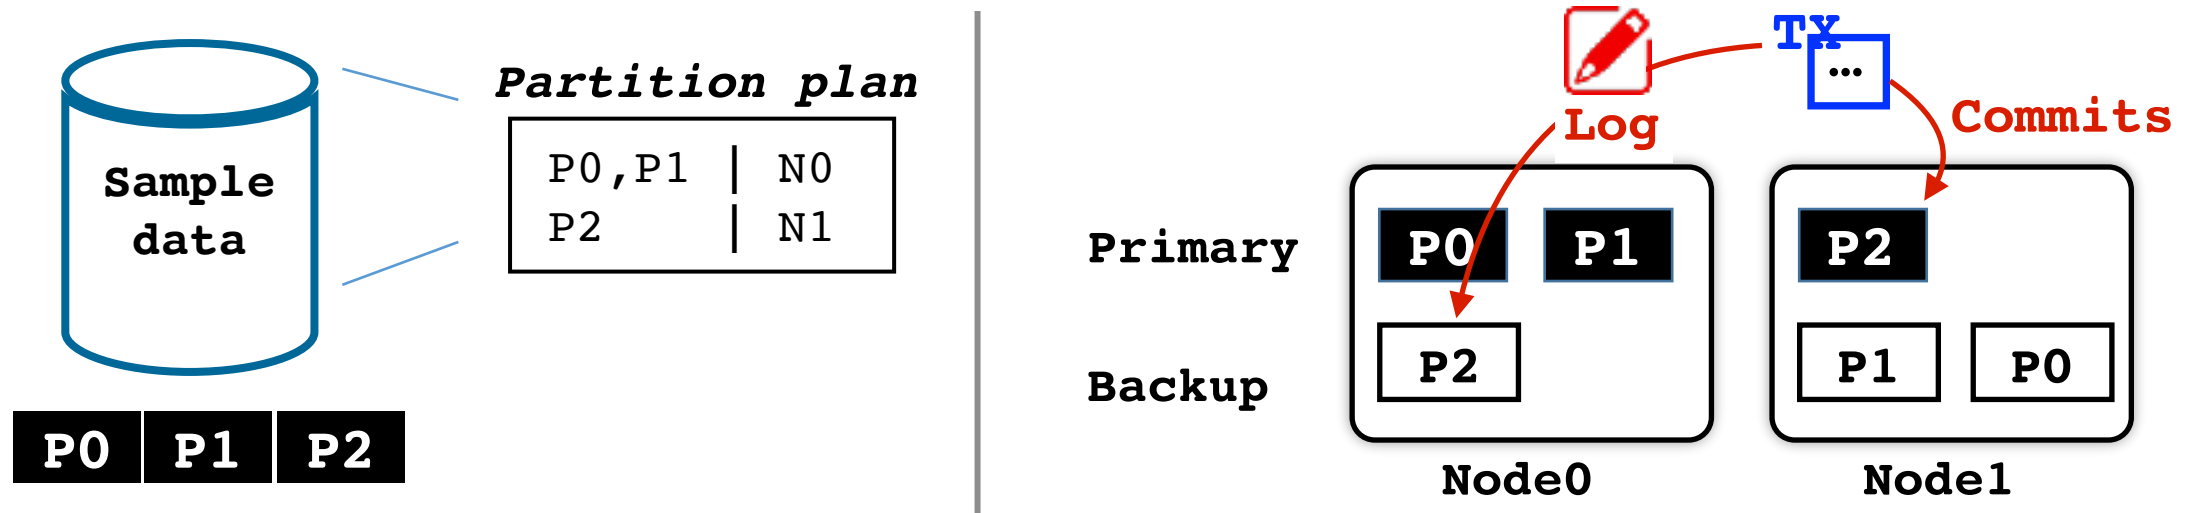 Partition plan
Sample
data
P0,P1 | N0
P2 | N1
P0 P1 P2
TX
...
Log
Commits
Primary
P0 P1
P2
Backup
P2
P1 P0
Node0
Node1